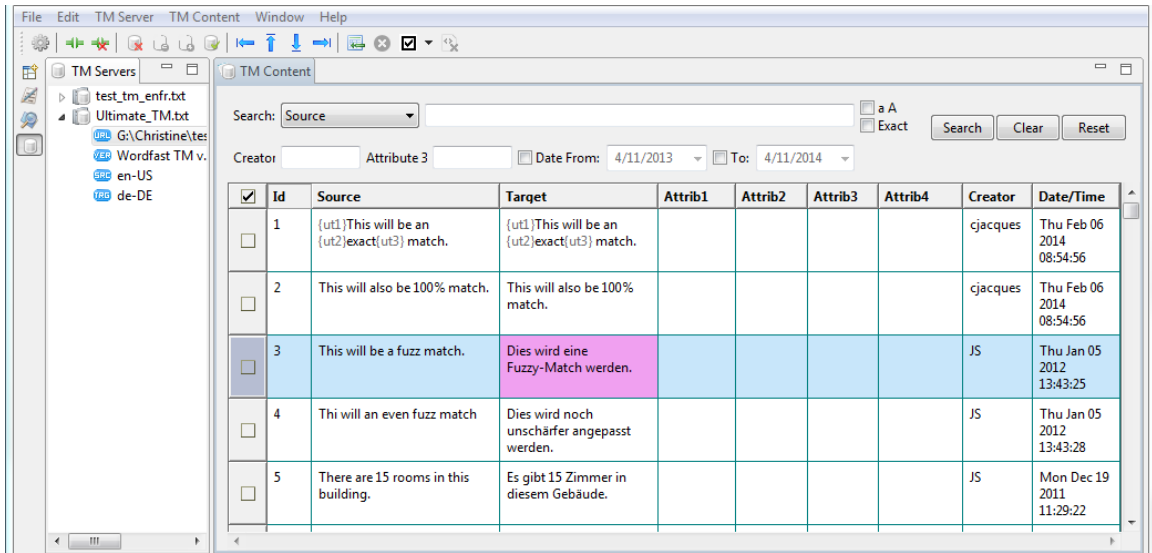 File Edit TM Server TM Content Window Help
TM Servers
test_tm_enfr.txt
Ultimate_TM.txt
URL G:\Christine\tes
VER Wordfast TM v.
SRC en-US
TRG de-DE
TM Content
Search: Source a A
Exact Search Clear Reset
Creator Attribute 3 Date From: 4/11/2013 To: 4/11/2014
Id Source Target Attrib1 Attrib2 Attrib3 Attrib4 Creator Date/Time
1 {ut1}This will be an {ut1}This will be an cjacques Thu Feb 06
{ut2}exact{ut3} match. {ut2}exact{ut3} match. 2014
08:54:56
2 This will also be 100% match. This will also be 100% cjacques Thu Feb 06
match. 2014
08:54:56
3 This will be a fuzz match. Dies wird eine JS Thu Jan 05
Fuzzy-Match werden. 2012
13:43:25
4 Thi will an even fuzz match Dies wird noch JS Thu Jan 05
unschärfer angepasst 2012
werden. 13:43:28
5 There are 15 rooms in this Es gibt 15 Zimmer in JS Mon Dec 19
building. diesem Gebäude. 2011
11:29:22